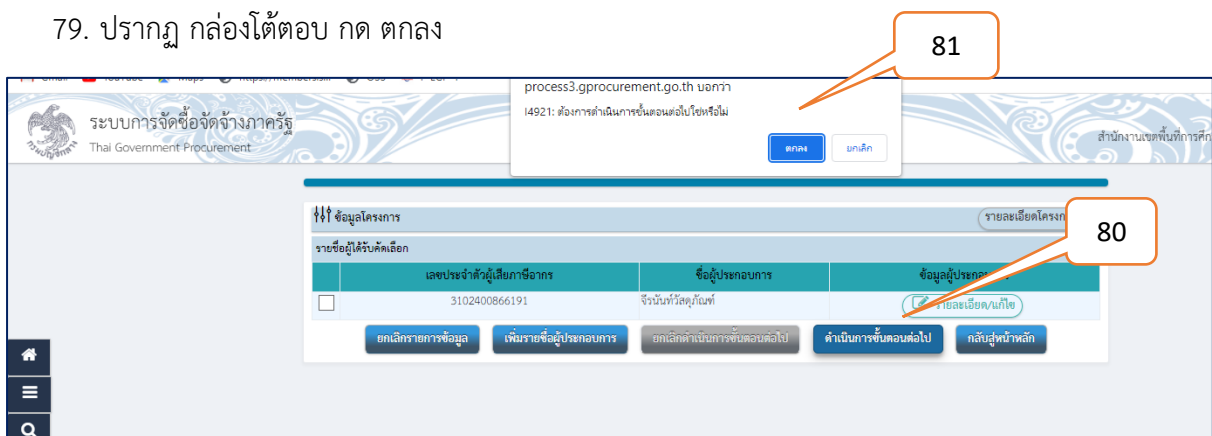 79. ปรากฏ กล่องโต้ตอบ กด ตกลง
81
process3.gprocurement.go.th บอกว่า
I4921: ต้องการดำเนินการขั้นตอนต่อไปใช่หรือไม่
ตกลง ยกเลิก
ระบบการจัดซื้อจัดจ้างภาครัฐ
Thai Government Procurement
สำนักงานเขตพื้นที่การศึก
ข้อมูลโครงการ
รายละเอียดโครงก
80
รายชื่อผู้ได้รับคัดเลือก
เลขประจำตัวผู้เสียภาษีอากร ชื่อผู้ประกอบการ ข้อมูลผู้ประกอ
3102400866191 จีรนันท์วัสดุภัณฑ์ รายละเอียด/แก้ไข
ยกเลิกรายการข้อมูล เพิ่มรายชื่อผู้ประกอบการ ยกเลิกดำเนินการขั้นตอนต่อไป ดำเนินการขั้นตอนต่อไป กลับสู่หน้าหลัก